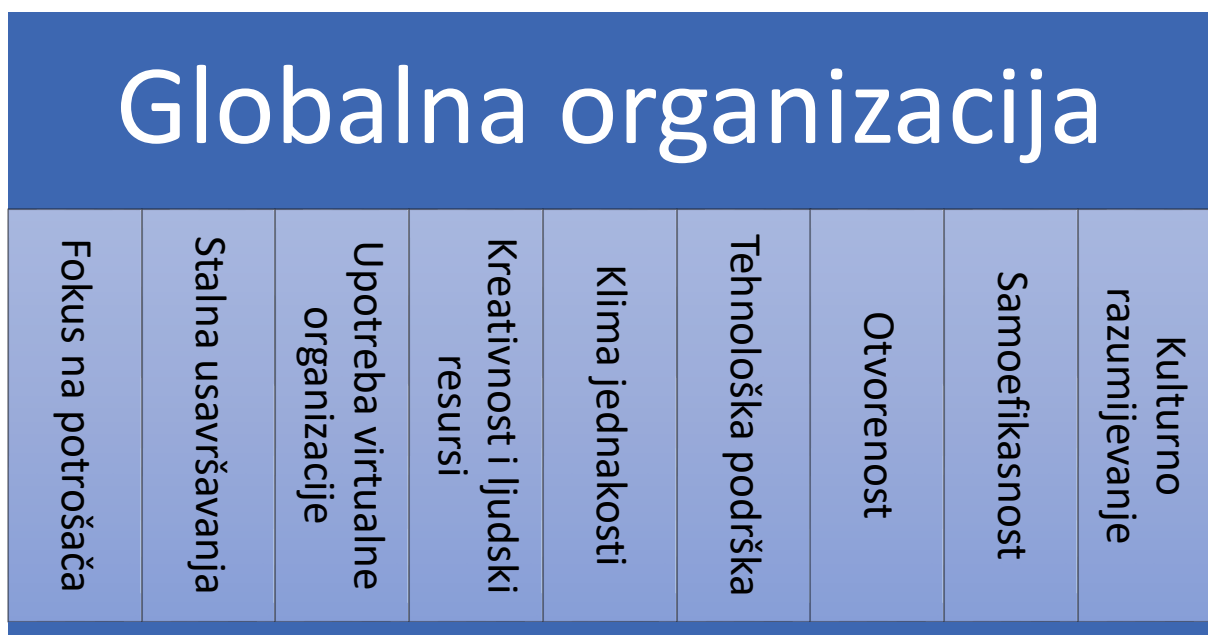 Globalna organizacija
Fokus na potrošača
Stalna usavršavanja
Upotreba virtualne
organizacije
Kreativnost i ljudski
resursi
Klima jednakosti
Tehnološka podrška
Otvorenost
Samoefikasnost
Kulturno
razumijevanje